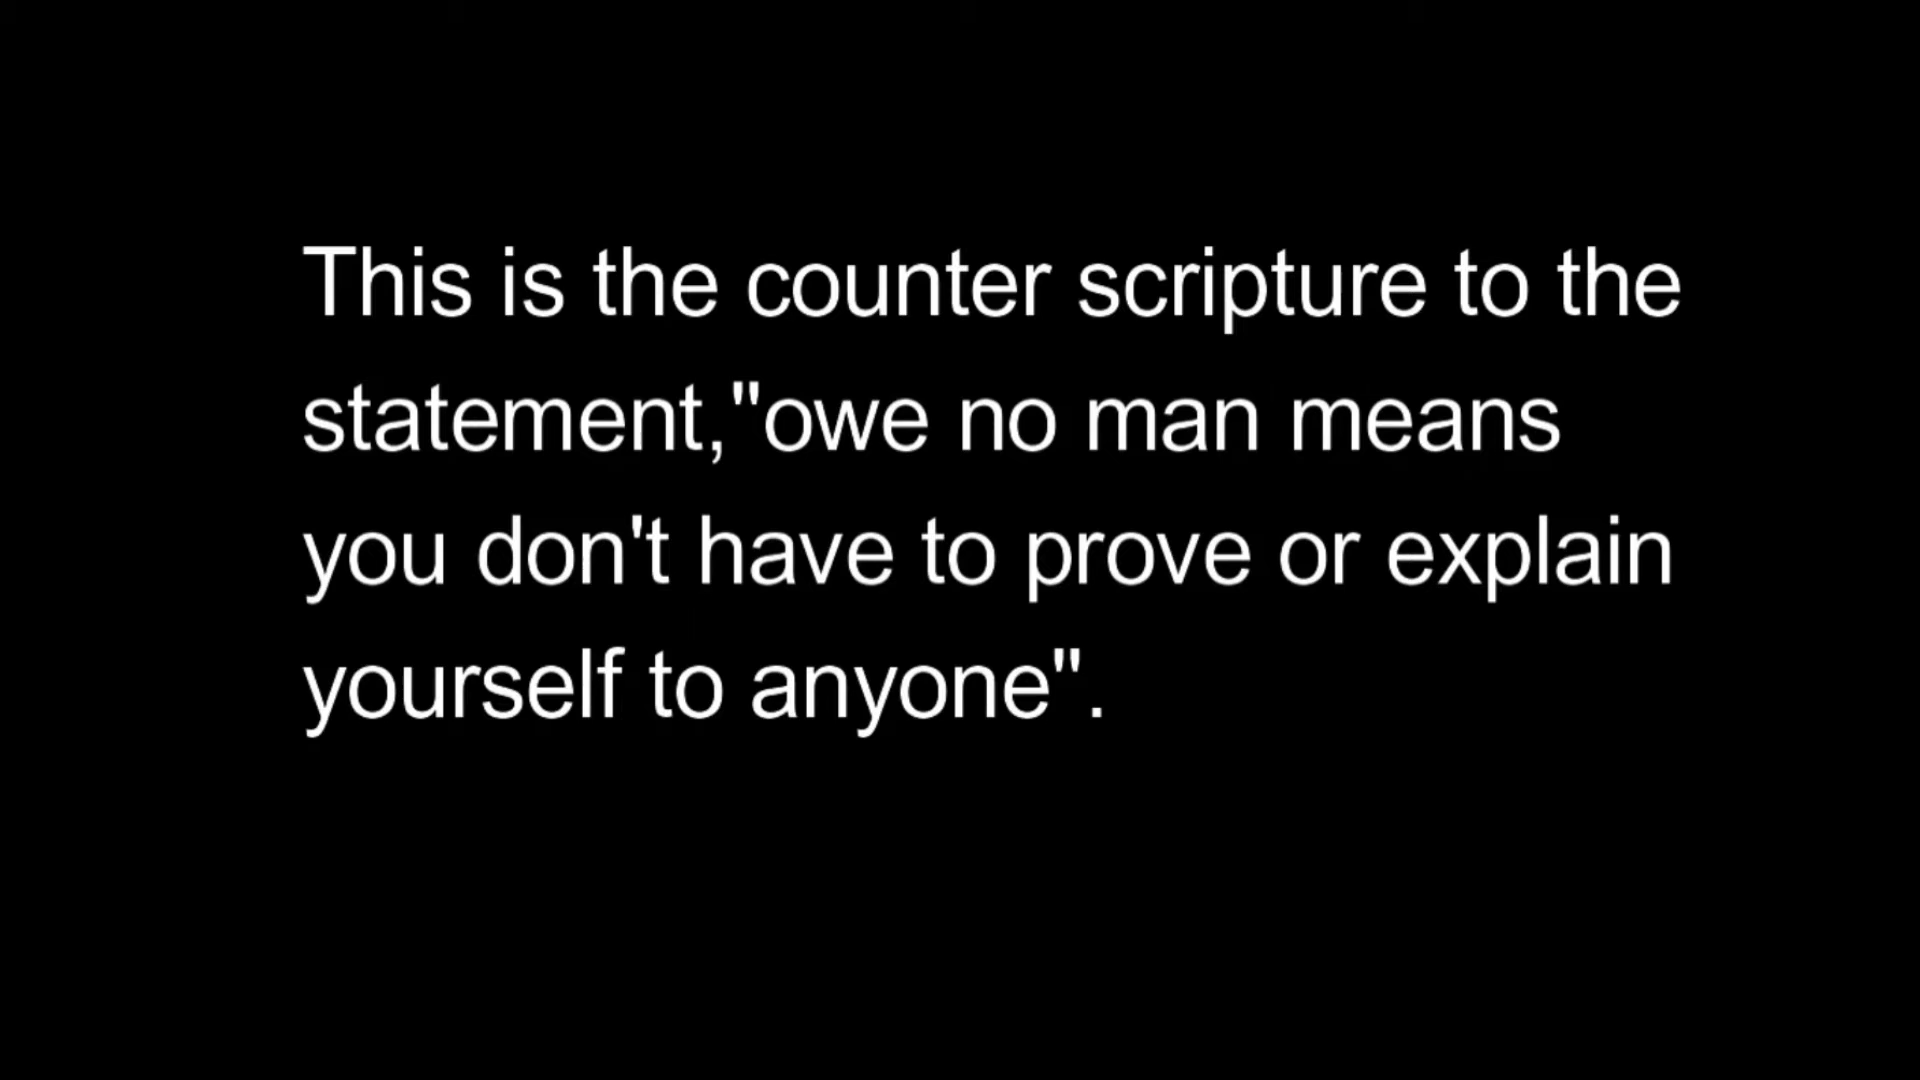 This is the counter scripture to the
statement,"owe no man means
you don't have to prove or explain
yourself to anyone".